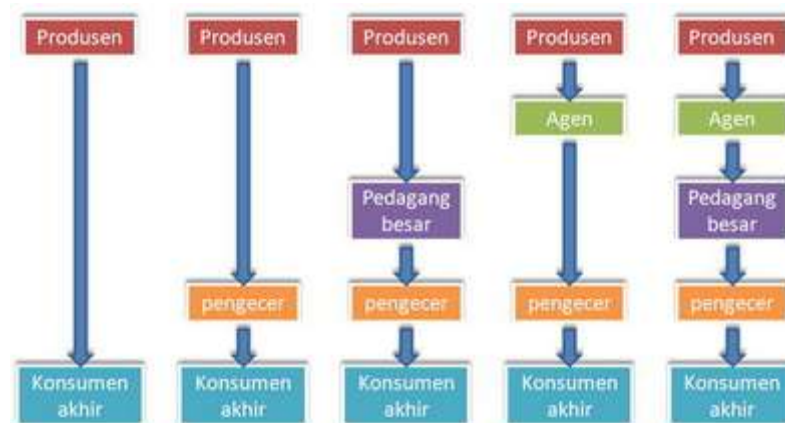 Produsen
Produsen
Produsen
Produsen
Produsen
Agen
Agen
Pedagang
besar
Pedagang
besar
pengecer
pengecer
pengecer
pengecer
Konsumen
akhir
Konsumen
akhir
Konsumen
akhir
Konsumen
akhir
Konsumen
akhir